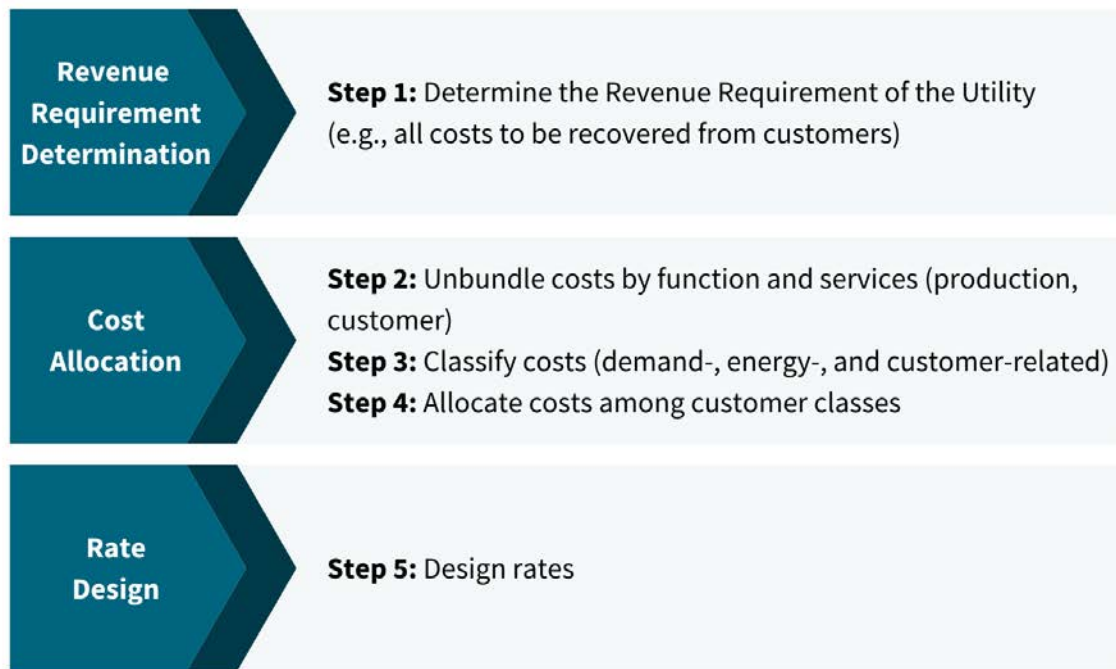 Revenue
Requirement
Determination
Step 1: Determine the Revenue Requirement of the Utility
(e.g., all costs to be recovered from customers)
Cost
Allocation
Step 2: Unbundle costs by function and services (production,
customer)
Step 3: Classify costs (demand-, energy-, and customer-related)
Step 4: Allocate costs among customer classes
Rate
Design
Step 5: Design rates